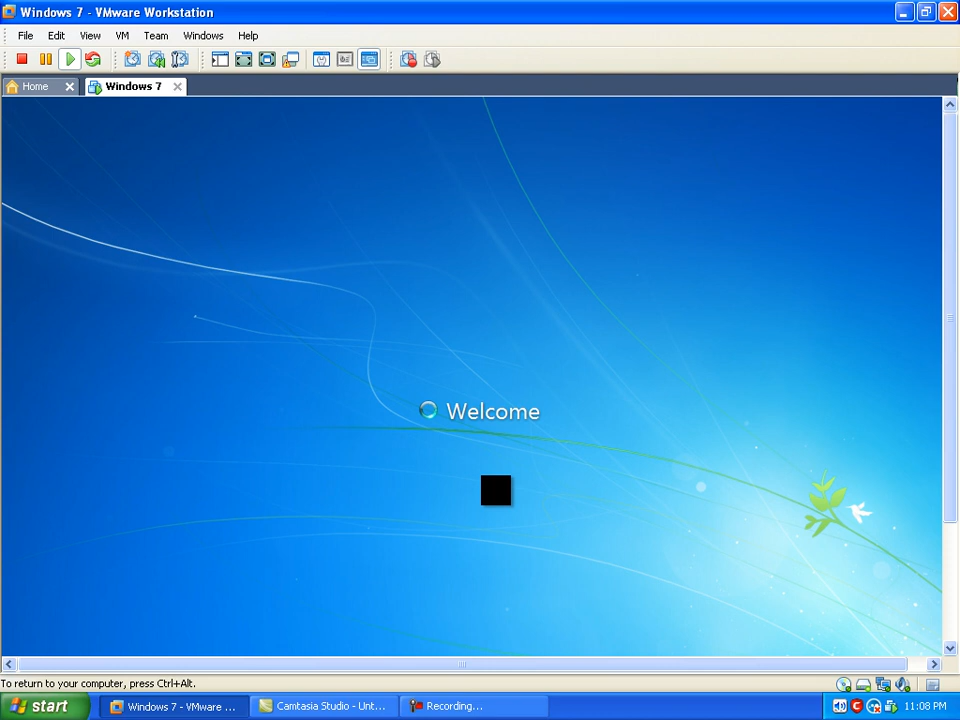 Windows 7 - VMware Workstation
File Edit View VM Team Windows Help
Home Windows 7
Welcome
To return to your computer, press Ctrl+Alt.
start Windows 7 - VMware ... Camtasia Studio - Unt... Recording... 11:08 PM